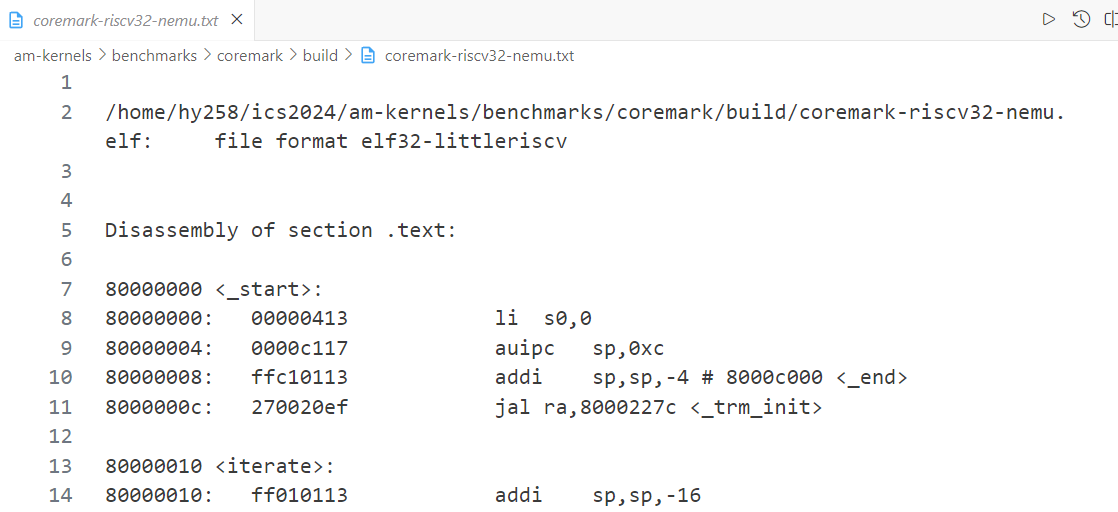 coremark-riscv32-nemu.txt
am-kernels > benchmarks > coremark > build > coremark-riscv32-nemu.txt
1
2 /home/hy258/ics2024/am-kernels/benchmarks/coremark/build/coremark-riscv32-nemu.
elf:     file format elf32-littleriscv
3
4
5 Disassembly of section .text:
6
7 80000000 <_start>:
8 80000000:   00000413            li  s0,0
9 80000004:   0000c117            auipc   sp,0xc
10 80000008:   ffc10113            addi    sp,sp,-4 # 8000c000 <_end>
11 8000000c:   270020ef            jal ra,8000227c <_trm_init>
12
13 80000010 <iterate>:
14 80000010:   ff010113            addi    sp,sp,-16